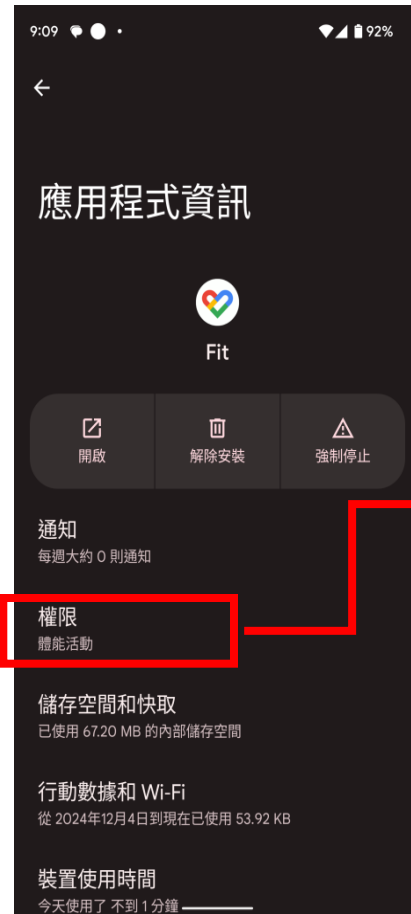 9:09
92%
應用程式資訊
Fit
開啟
解除安裝
強制停止
通知
每週大約 0 則通知
權限
體能活動
儲存空間和快取
已使用 67.20 MB 的內部儲存空間
行動數據和 Wi-Fi
從 2024年12月4日到現在已使用 53.92 KB
裝置使用時間
今天使用了 不到 1 分鐘